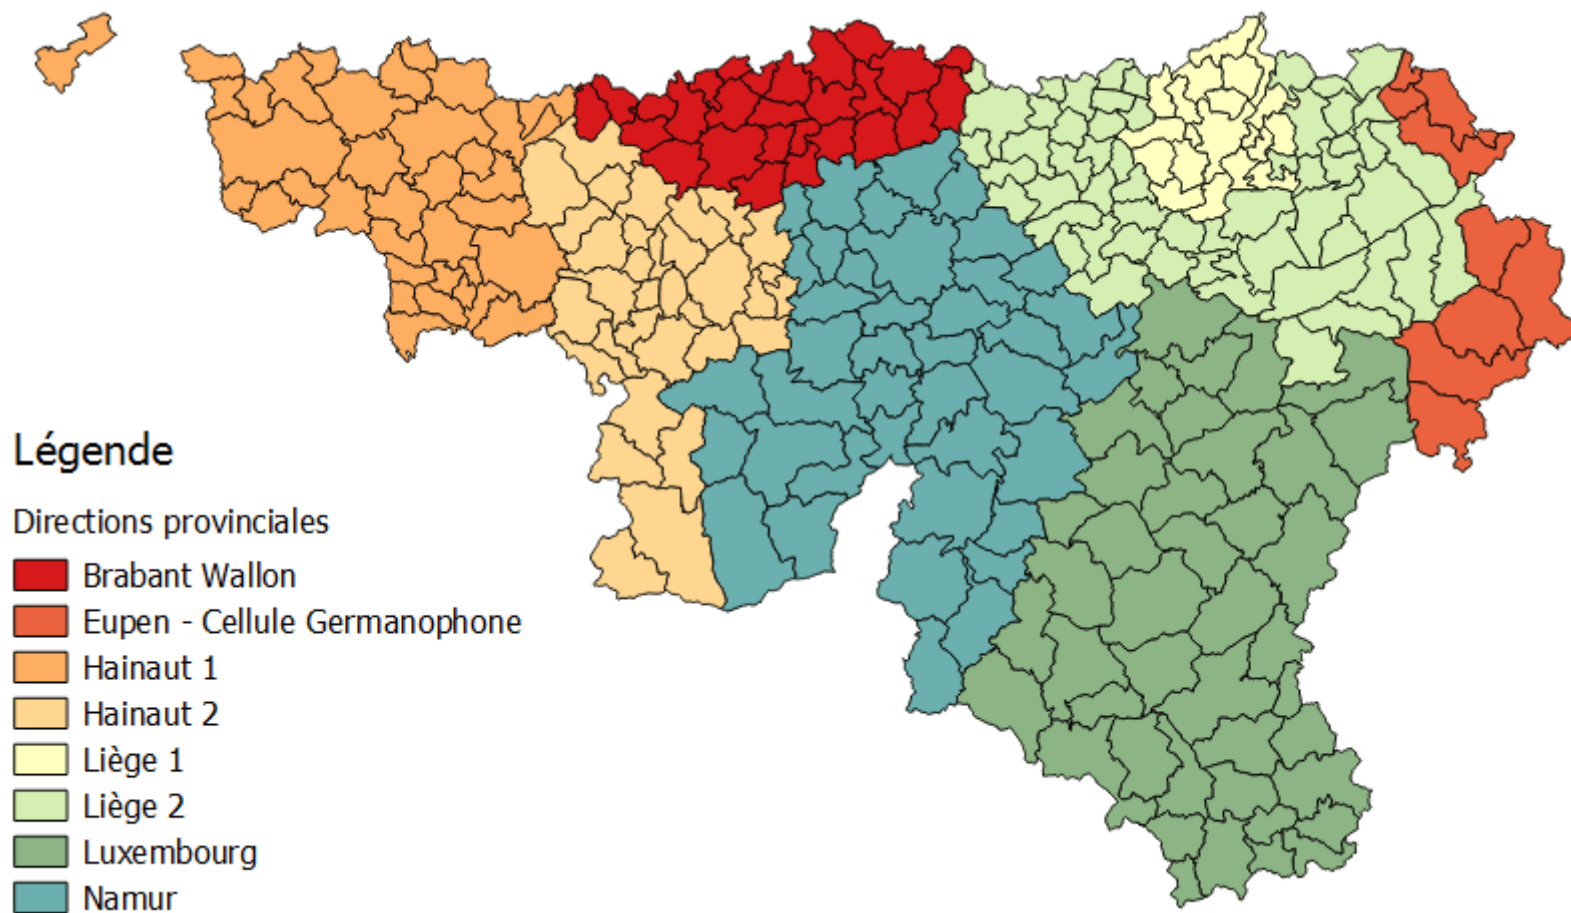 Légende
Directions provinciales
Brabant Wallon
Eupen - Cellule Germanophone
Hainaut 1
Hainaut 2
Liège 1
Liège 2
Luxembourg
Namur